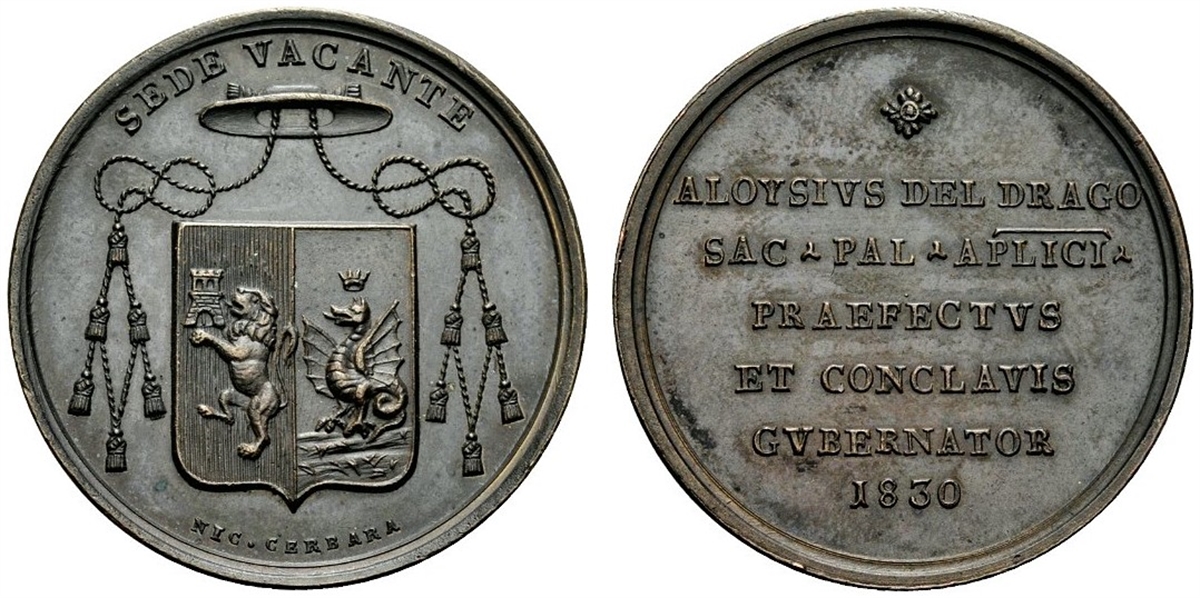 SEDE VACANTE
NIC. CERBARA
ALOYSIVS DEL DRAGO
SAC · PAL · APLICI ·
PRAEFECTVS
ET CONCLAVIS
GVBERNATOR
1830